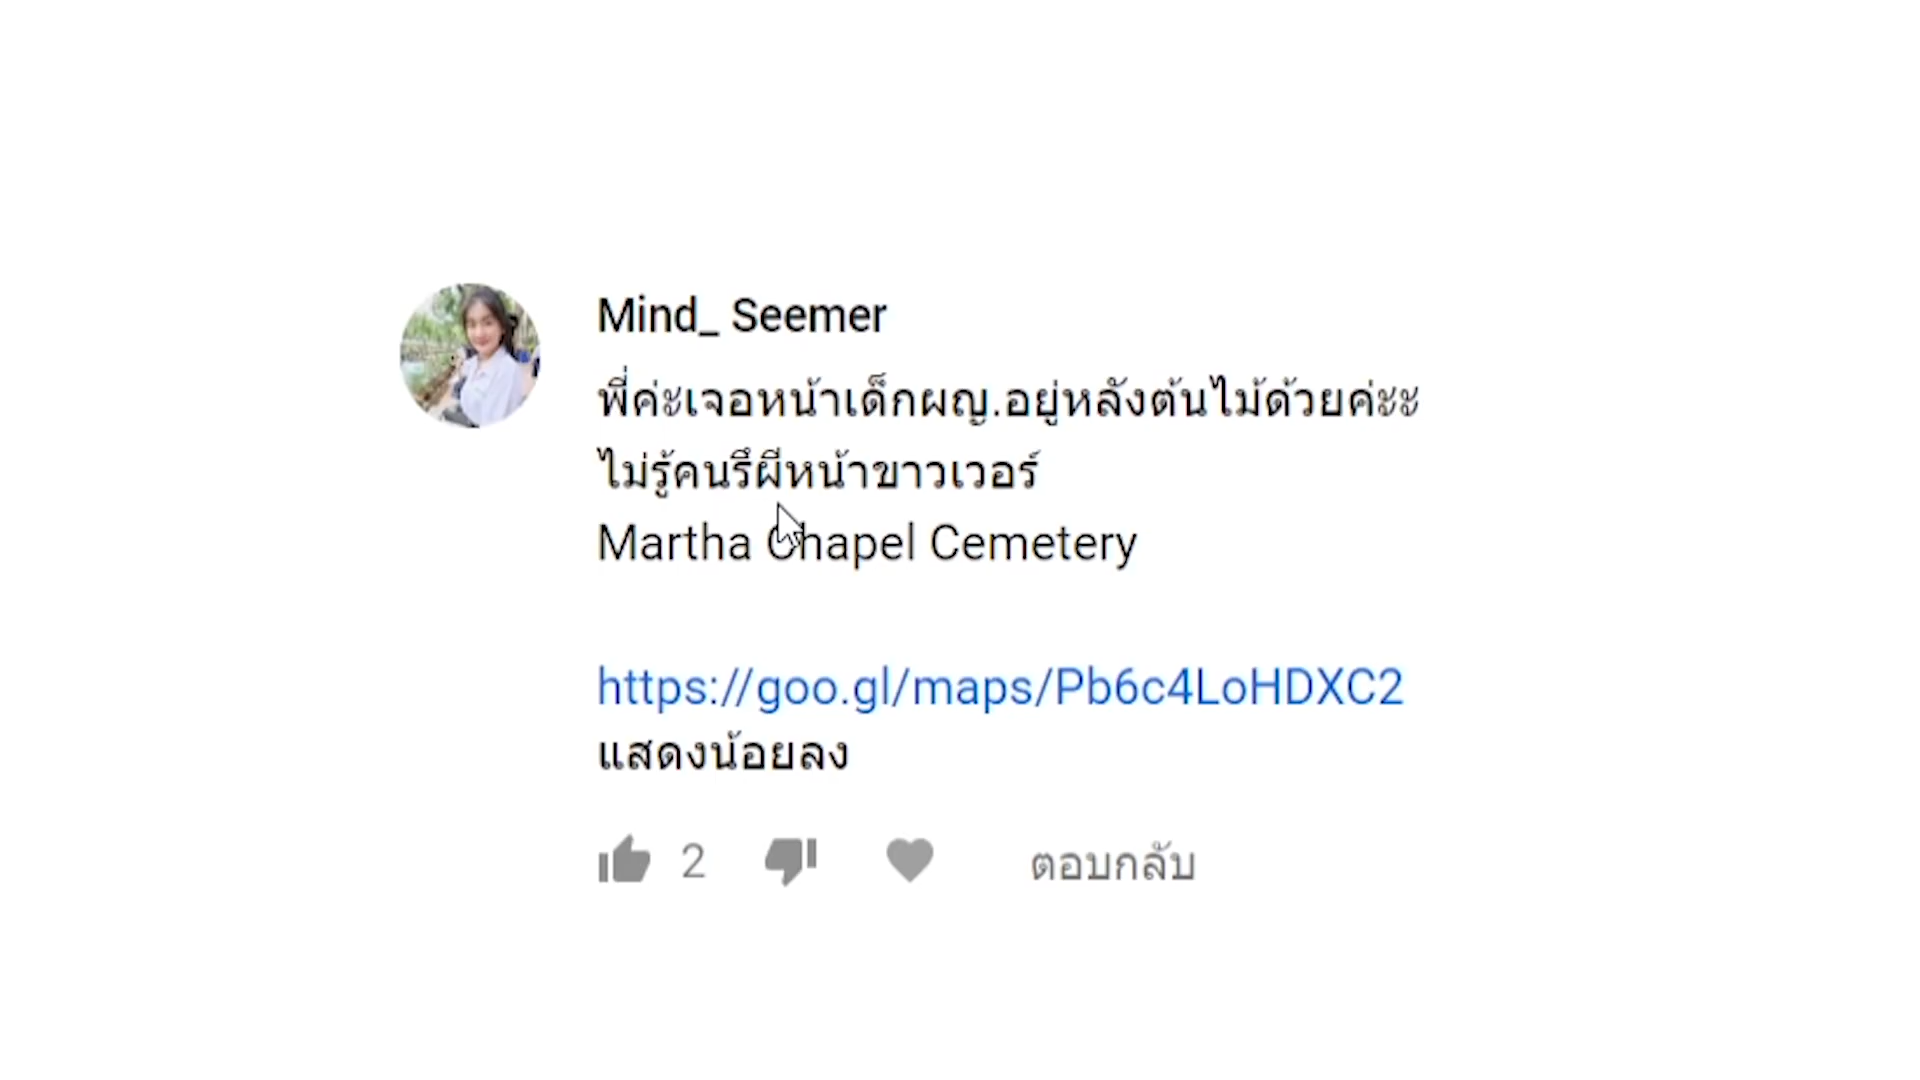 Mind_ Seemer
พี่ค่ะเจอหน้าเด็กผญ.อยู่หลังต้นไม้ด้วยค่ะะ
ไม่รู้คนรึผีหน้าขาวเวอร์
Martha Chapel Cemetery
https://goo.gl/maps/Pb6c4LoHDXC2
แสดงน้อยลง
2 ตอบกลับ